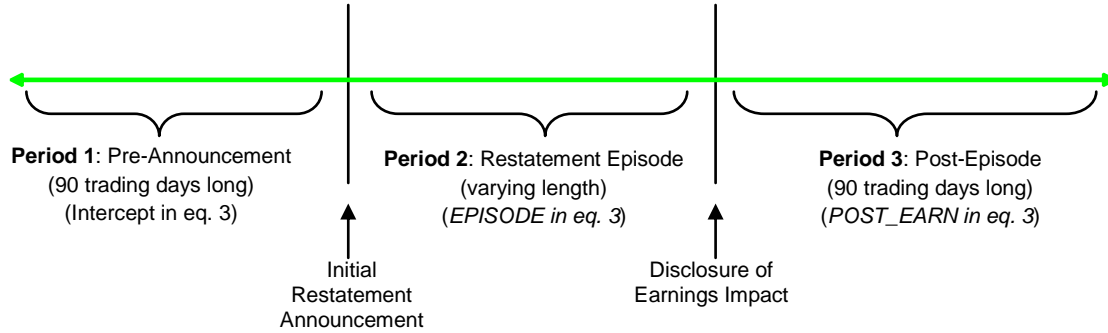 Period 1: Pre-Announcement
(90 trading days long)
(Intercept in eq. 3)
Period 2: Restatement Episode
(varying length)
(EPISODE in eq. 3)
Period 3: Post-Episode
(90 trading days long)
(POST_EARN in eq. 3)
Initial
Restatement
Announcement
Disclosure of
Earnings Impact